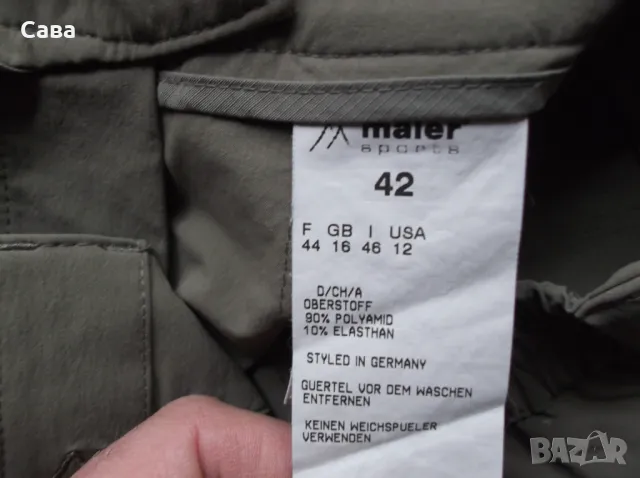 Сава
maier
sports
42
F GB I USA
44 16 46 12
D/CH/A
OBERSTOFF
90% POLYAMID
10% ELASTHAN
STYLED IN GERMANY
GUERTEL VOR DEM WASCHEN
ENTFERNEN
KEINEN WEICHSPUELER
VERWENDEN
BAZAR